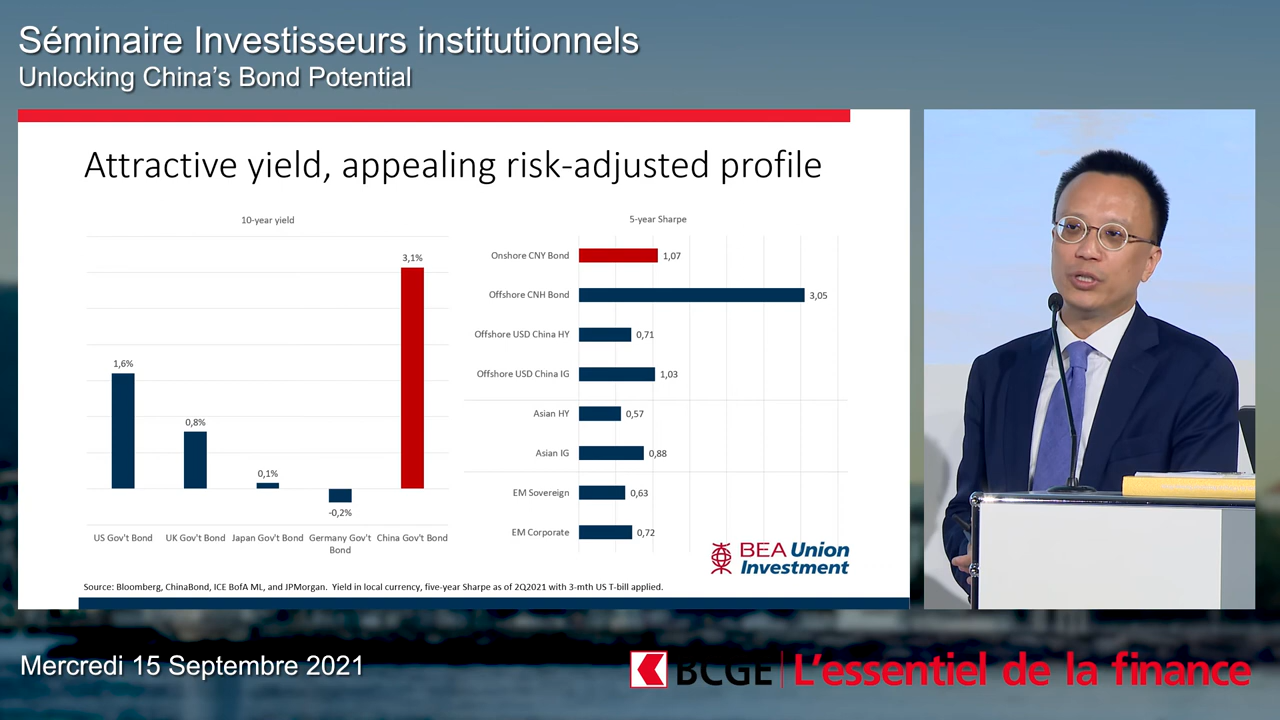 Séminaire Investisseurs institutionnels
Unlocking China's Bond Potential
Attractive yield, appealing risk-adjusted profile
10-year yield
3,1%
1,6%
0,8%
0,1%
-0,2%
US Gov't Bond
UK Gov't Bond
Japan Gov't Bond
Germany Gov't
Bond
China Gov't Bond
5-year Sharpe
Onshore CNY Bond
1,07
Offshore CNH Bond
3,05
Offshore USD China HY
0,71
Offshore USD China IG
1,03
Asian HY
0,57
Asian IG
0,88
EM Sovereign
0,63
EM Corporate
0,72
BEA Union
Investment
Source: Bloomberg, ChinaBond, ICE BofA ML, and JPMorgan. Yield in local currency, five-year Sharpe as of 2Q2021 with 3-mth US T-bill applied.
Mercredi 15 Septembre 2021
BCGE L'essentiel de la finance